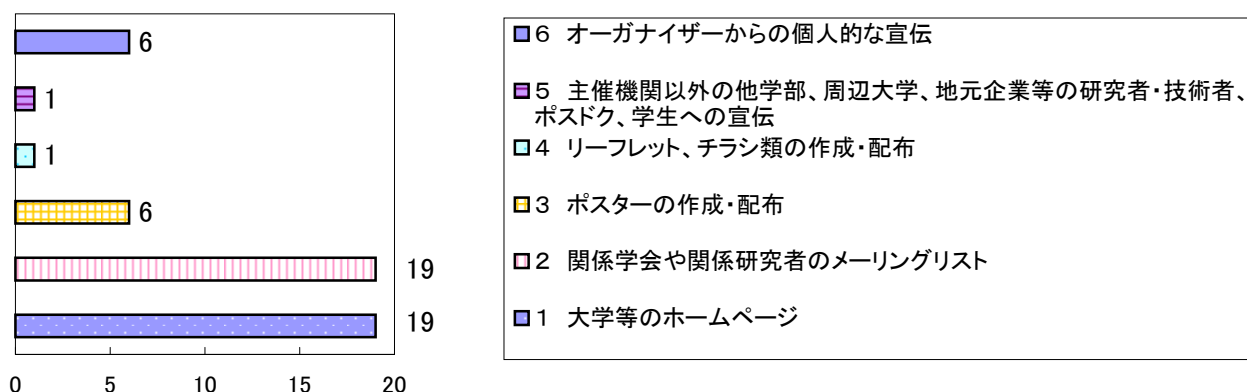 6
1
1
6
19
19
0 5 10 15 20
6 オーガナイザーからの個人的な宣伝
5 主催機関以外の他学部、周辺大学、地元企業等の研究者・技術者、
ポスドク、学生への宣伝
4 リーフレット、チラシ類の作成・配布
3 ポスターの作成・配布
2 関係学会や関係研究者のメーリングリスト
1 大学等のホームページ